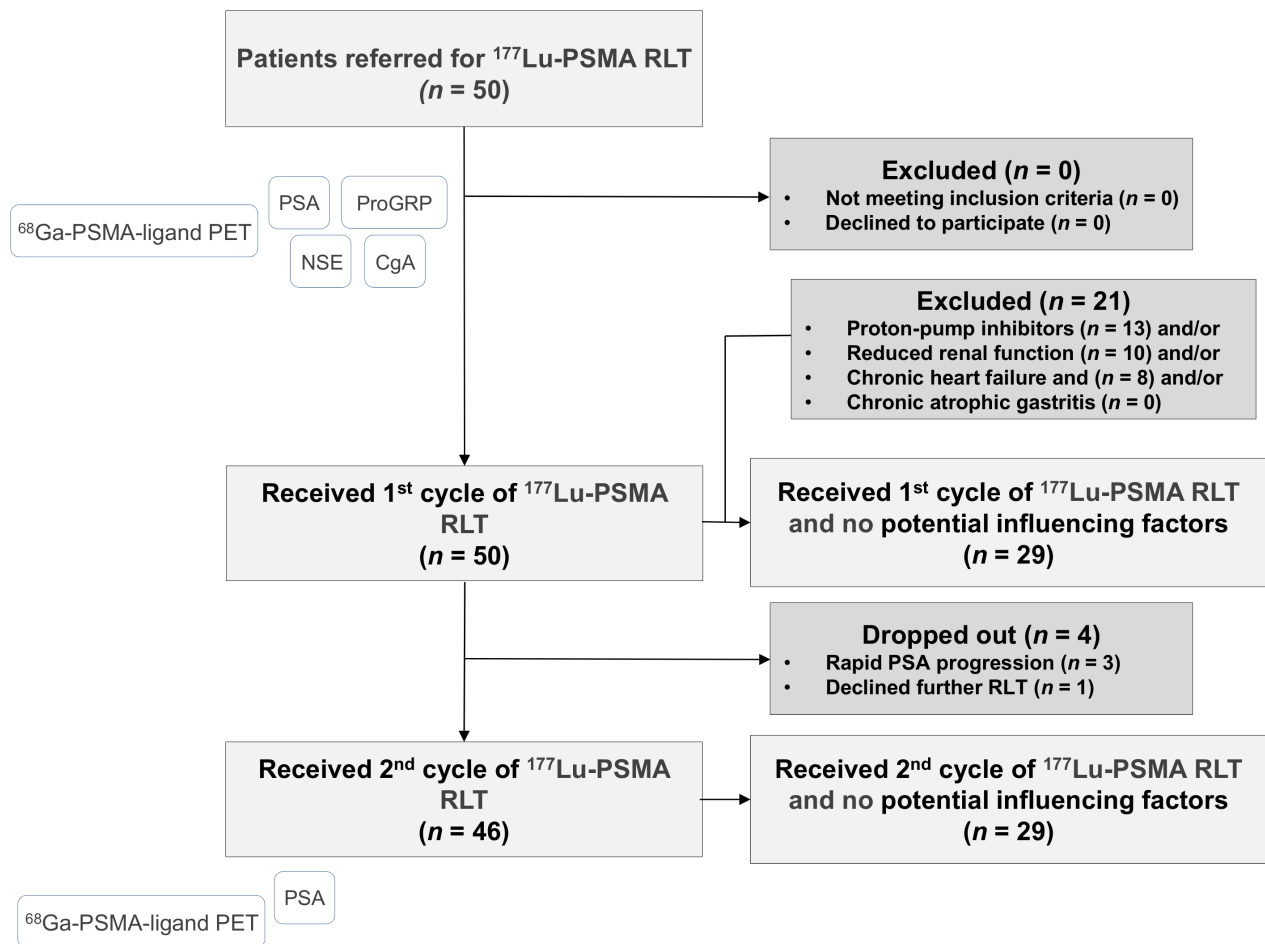 Patients referred for ¹⁷⁷Lu-PSMA RLT
(n = 50)
PSA
ProGRP
⁶⁸Ga-PSMA-ligand PET
NSE
CgA
Excluded (n = 0)
• Not meeting inclusion criteria (n = 0)
• Declined to participate (n = 0)
Excluded (n = 21)
• Proton-pump inhibitors (n = 13) and/or
• Reduced renal function (n = 10) and/or
• Chronic heart failure and (n = 8) and/or
• Chronic atrophic gastritis (n = 0)
Received 1st cycle of ¹⁷⁷Lu-PSMA
RLT
(n = 50)
Received 1st cycle of ¹⁷⁷Lu-PSMA RLT
and no potential influencing factors
(n = 29)
Dropped out (n = 4)
• Rapid PSA progression (n = 3)
• Declined further RLT (n = 1)
Received 2nd cycle of ¹⁷⁷Lu-PSMA
RLT
(n = 46)
Received 2nd cycle of ¹⁷⁷Lu-PSMA RLT
and no potential influencing factors
(n = 29)
PSA
⁶⁸Ga-PSMA-ligand PET